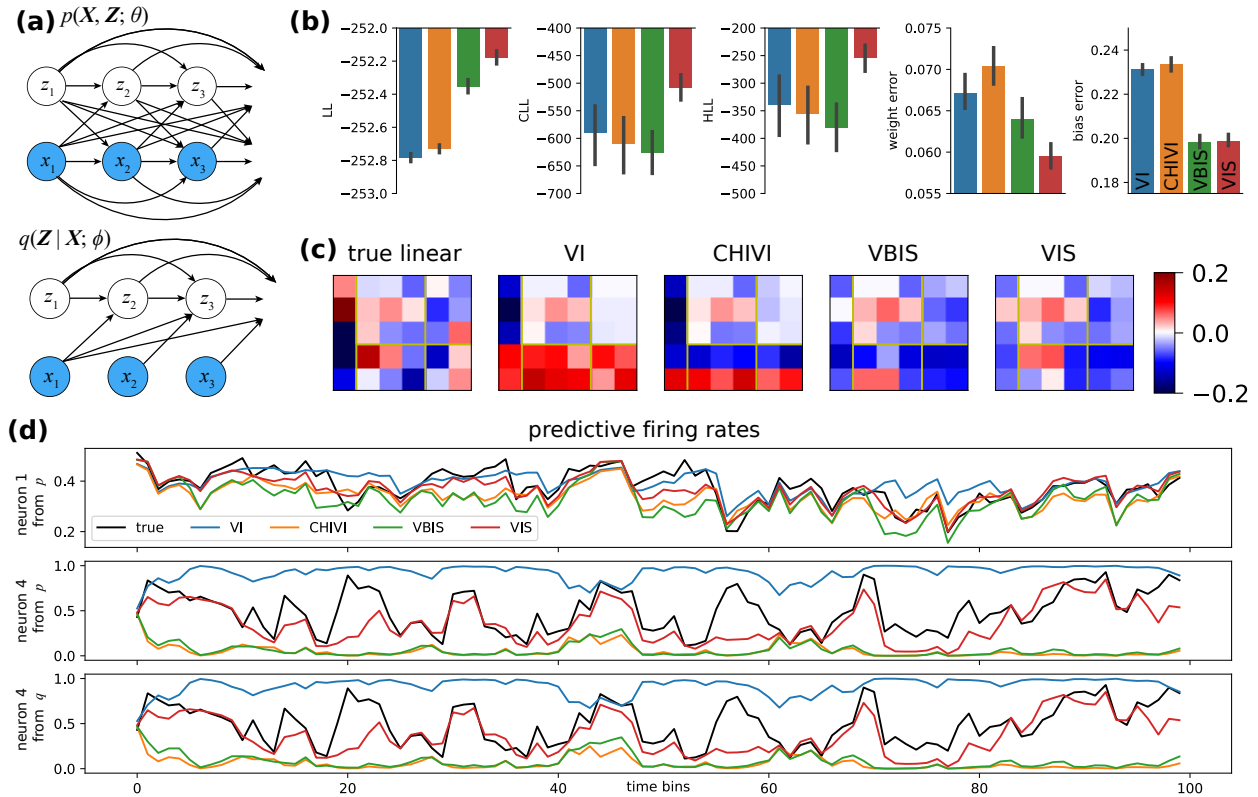 (a)
p(X, Z; θ)
z1 z2 z3
x1 x2 x3
q(Z | X; ϕ)
z1 z2 z3
x1 x2 x3
(b)
LL
−252.0
−252.2
−252.4
−252.6
−252.8
−253.0
CLL
−400
−450
−500
−550
−600
−650
−700
HLL
−200
−250
−300
−350
−400
−450
−500
weight error
0.075
0.070
0.065
0.060
0.055
bias error
0.24
0.22
0.20
0.18
VI
CHIVI
VBIS
VIS
(c)
true linear VI CHIVI VBIS VIS
0.2
0.0
−0.2
(d)
predictive firing rates
neuron 1
from p
0.4
0.2
true VI CHIVI VBIS VIS
neuron 4
from p
1.0
0.5
0.0
neuron 4
from q
1.0
0.5
0.0
0 20 40 60 80 100
time bins